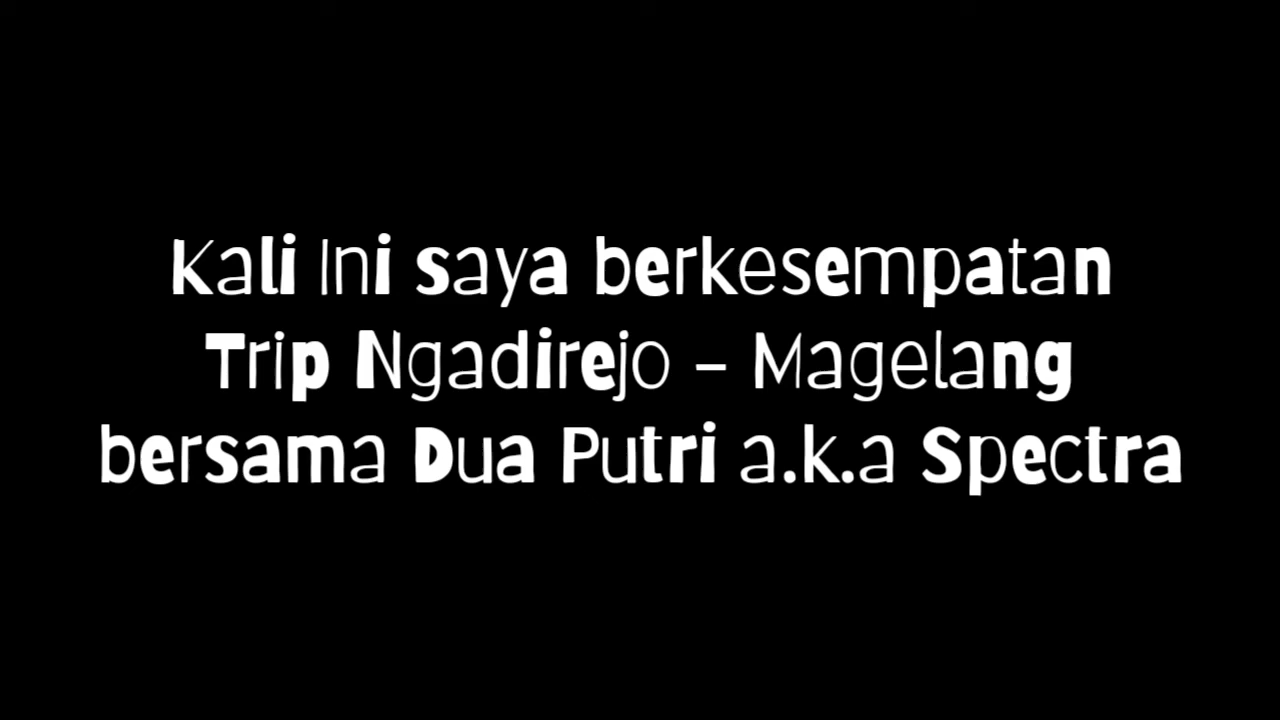 Kali Ini saya berkesempatan
Trip Ngadirejo - Magelang
bersama Dua Putri a.k.a Spectra